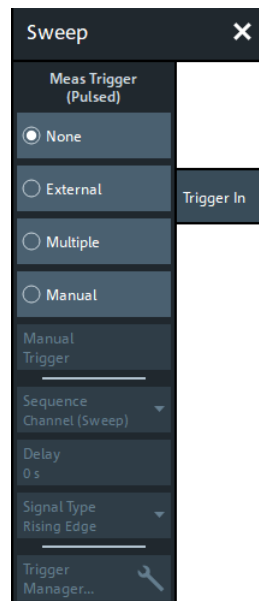 Sweep
Meas Trigger
(Pulsed)
None
External
Trigger In
Multiple
Manual
Manual
Trigger
Sequence
Channel (Sweep)
Delay
0 s
Signal Type
Rising Edge
Trigger
Manager...